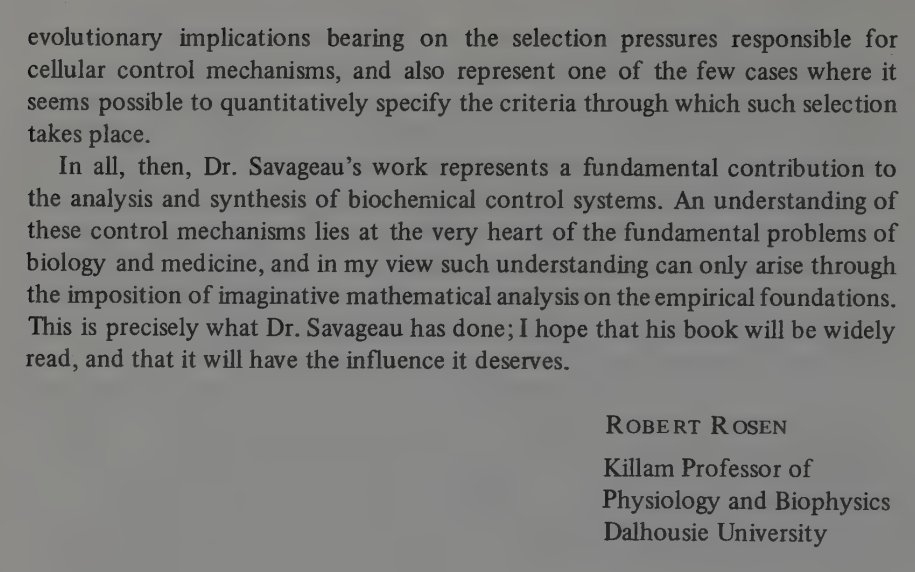 evolutionary implications bearing on the selection pressures responsible for
cellular control mechanisms, and also represent one of the few cases where it
seems possible to quantitatively specify the criteria through which such selection
takes place.
In all, then, Dr. Savageau's work represents a fundamental contribution to
the analysis and synthesis of biochemical control systems. An understanding of
these control mechanisms lies at the very heart of the fundamental problems of
biology and medicine, and in my view such understanding can only arise through
the imposition of imaginative mathematical analysis on the empirical foundations.
This is precisely what Dr. Savageau has done; I hope that his book will be widely
read, and that it will have the influence it deserves.
ROBERT ROSEN
Killam Professor of
Physiology and Biophysics
Dalhousie University